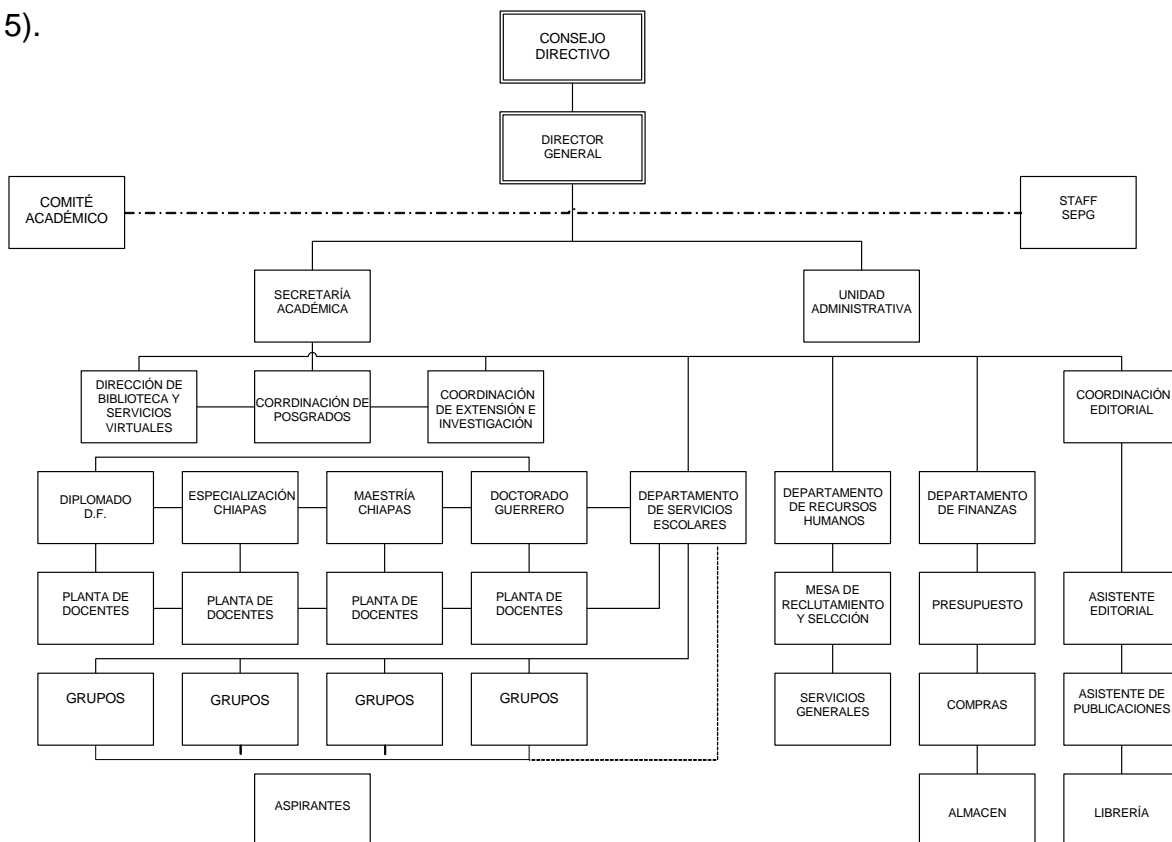 5).
CONSEJO
DIRECTIVO
DIRECTOR
GENERAL
COMITÉ
ACADÉMICO
STAFF
SEPG
SECRETARÍA
ACADÉMICA
UNIDAD
ADMINISTRATIVA
DIRECCIÓN DE
BIBLIOTECA Y
SERVICIOS
VIRTUALES
CORRDINACIÓN DE
POSGRADOS
COORDINACIÓN
DE EXTENSIÓN E
INVESTIGACIÓN
COORDINACIÓN
EDITORIAL
DIPLOMADO
D.F.
ESPECIALIZACIÓN
CHIAPAS
MAESTRÍA
CHIAPAS
DOCTORADO
GUERRERO
DEPARTAMENTO
DE SERVICIOS
ESCOLARES
DEPARTAMENTO
DE RECURSOS
HUMANOS
DEPARTAMENTO
DE FINANZAS
PLANTA DE
DOCENTES
PLANTA DE
DOCENTES
PLANTA DE
DOCENTES
PLANTA DE
DOCENTES
MESA DE
RECLUTAMIENTO
Y SELCCIÓN
PRESUPUESTO
ASISTENTE
EDITORIAL
GRUPOS
GRUPOS
GRUPOS
GRUPOS
SERVICIOS
GENERALES
COMPRAS
ASISTENTE DE
PUBLICACIONES
ASPIRANTES
ALMACEN
LIBRERÍA